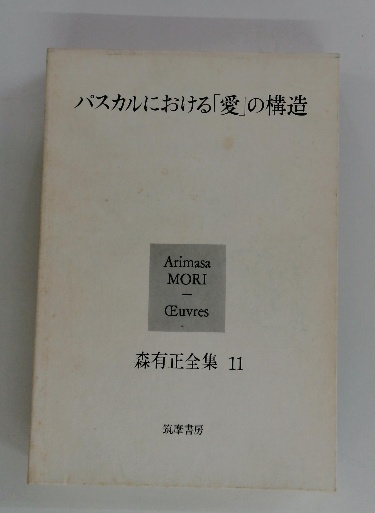 パスカルにおける「愛」の構造
Arimasa
MORI
—
Œuvres
森有正全集 11
筑摩書房